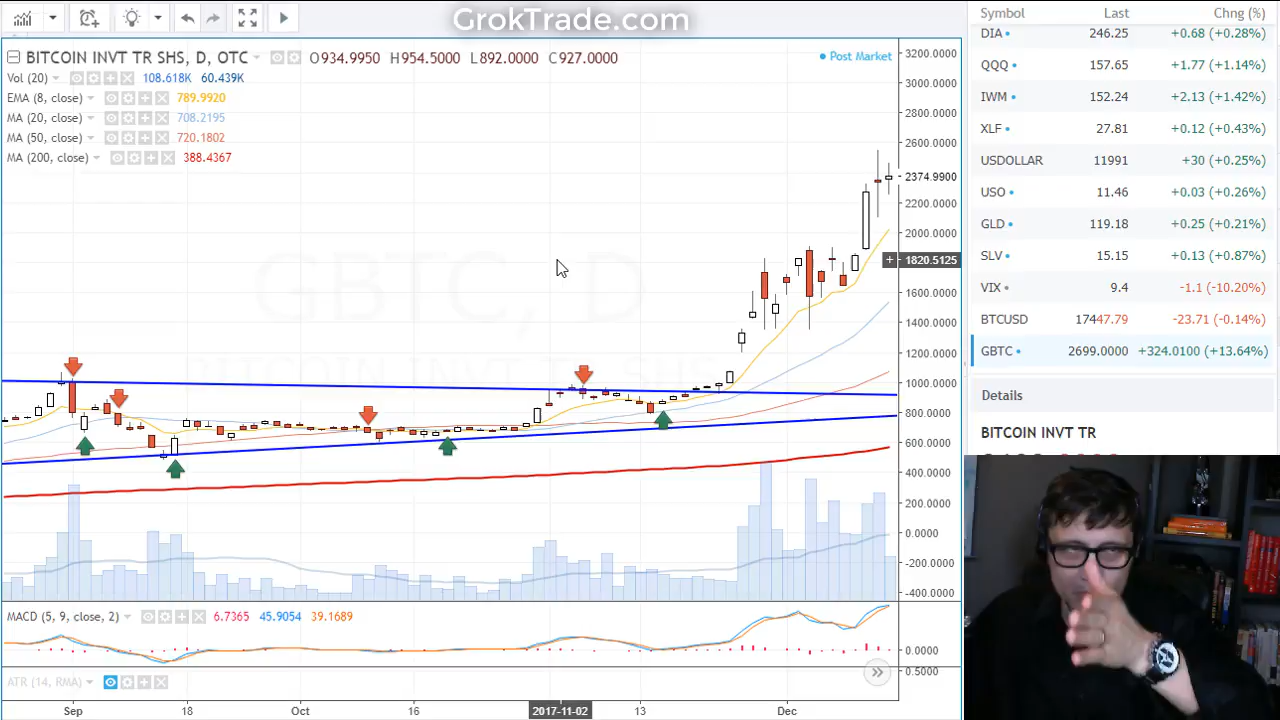 GrokTrade.com
BITCOIN INVT TR SHS, D, OTC O934.9950 H954.5000 L892.0000 C927.0000
Post Market
Vol (20) 108.618K 60.439K
EMA (8, close) 789.9920
MA (20, close) 708.2195
MA (50, close) 720.1802
MA (200, close) 388.4367
GBTC, D
BITCOIN INVT TR SHS
3200.0000
3000.0000
2800.0000
2600.0000
2374.9900
2200.0000
2000.0000
1820.5125
1600.0000
1400.0000
1200.0000
1000.0000
800.0000
600.0000
400.0000
200.0000
0.0000
-200.0000
-400.0000
MACD (5, 9, close, 2) 6.7365 45.9054 39.1689
0.0000
ATR (14, RMA)
0.5000
Sep 18 Oct 16 2017-11-02 13 Dec
Symbol Last Chng (%)
DIA 246.25 +0.68 (+0.28%)
QQQ 157.65 +1.77 (+1.14%)
IWM 152.24 +2.13 (+1.42%)
XLF 27.81 +0.12 (+0.43%)
USDOLLAR 11991 +30 (+0.25%)
USO 11.46 +0.03 (+0.26%)
GLD 119.18 +0.25 (+0.21%)
SLV 15.15 +0.13 (+0.87%)
VIX 9.4 -1.1 (-10.20%)
BTCUSD 17447.79 -23.71 (-0.14%)
GBTC 2699.0000 +324.0100 (+13.64%)
Details
BITCOIN INVT TR